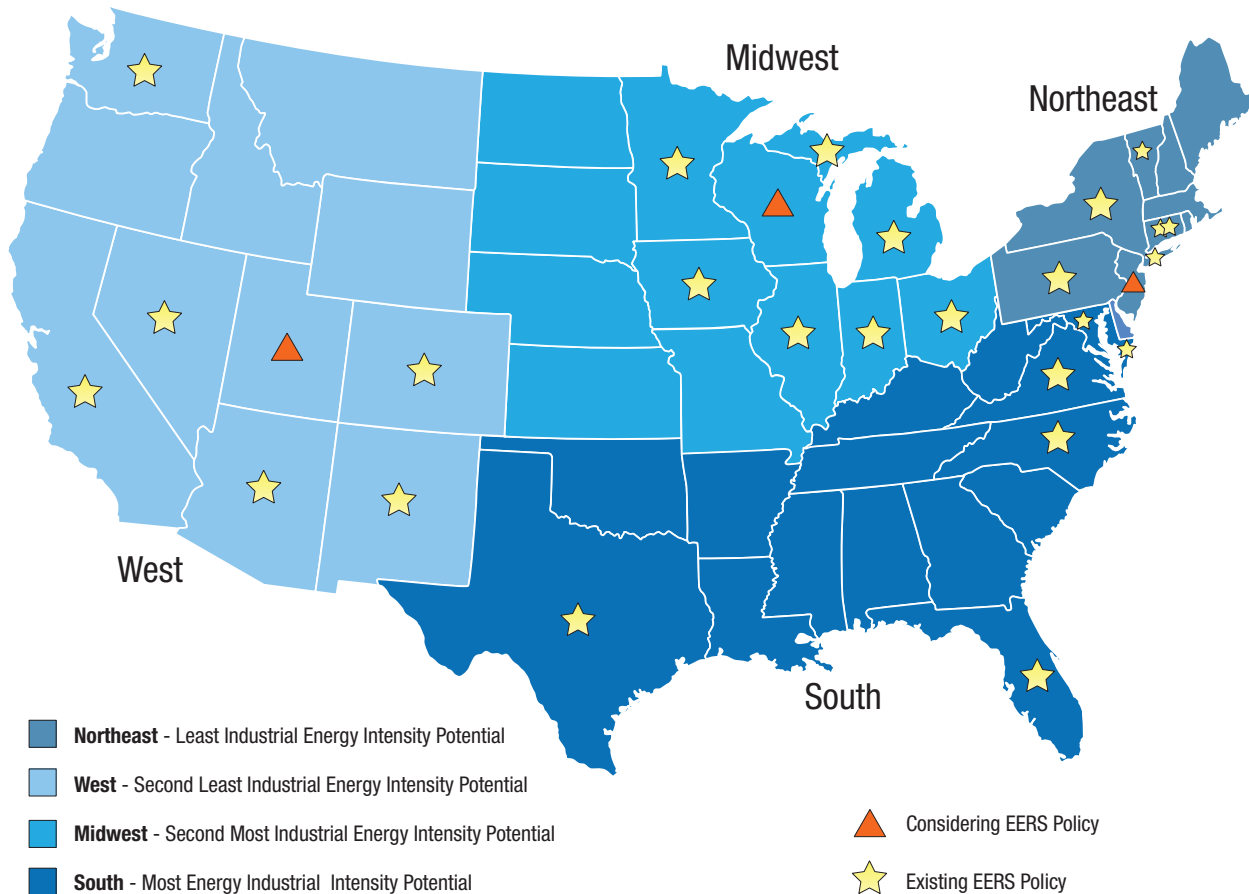 Midwest
Northeast
West
South
Northeast - Least Industrial Energy Intensity Potential
West - Second Least Industrial Energy Intensity Potential
Midwest - Second Most Industrial Energy Intensity Potential
South - Most Energy Industrial Intensity Potential
Considering EERS Policy
Existing EERS Policy